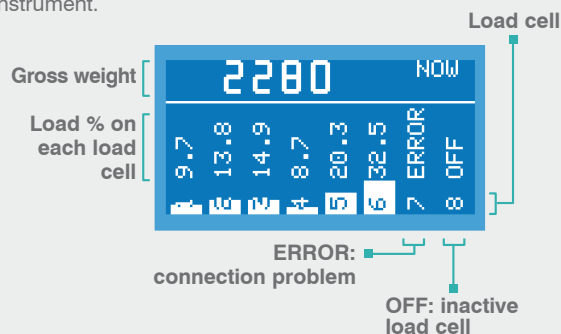 nstrument.
Load cell
Gross weight
2280
NOW
Load % on
each load
cell
9.7
13.8
14.9
8.7
20.3
32.5
ERROR
OFF
4
5
6
7
8
ERROR:
connection problem
OFF: inactive
load cell